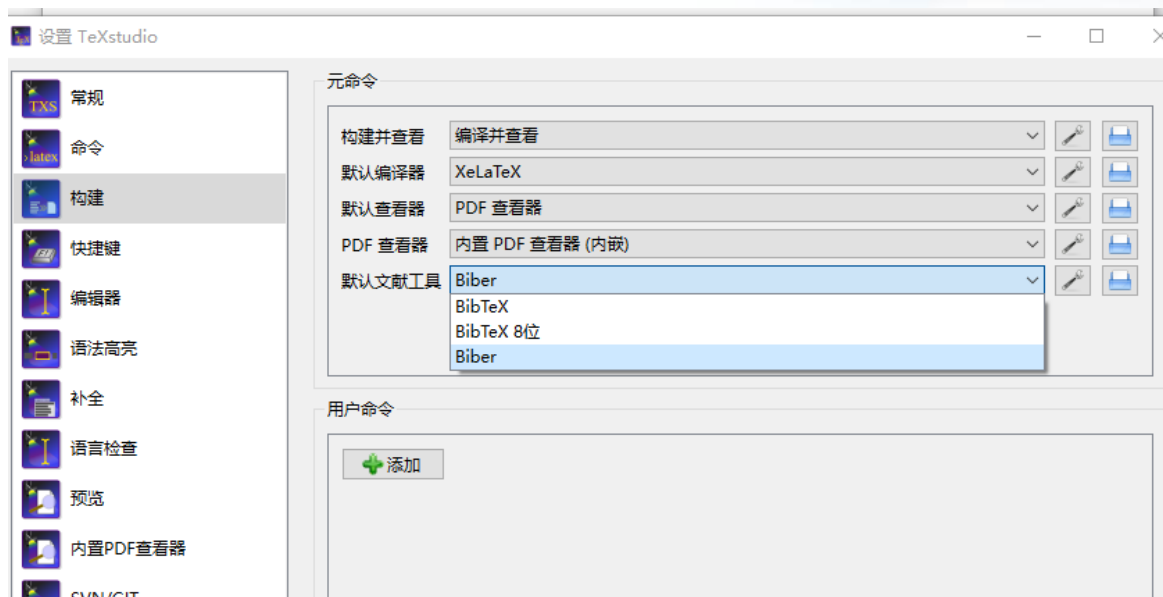 设置 TeXstudio
常规
命令
构建
快捷键
编辑器
语法高亮
补全
语言检查
预览
内置PDF查看器
SVN/GIT
元命令
构建并查看 编译并查看
默认编译器 XeLaTeX
默认查看器 PDF 查看器
PDF 查看器 内置 PDF 查看器 (内嵌)
默认文献工具 Biber
BibTeX
BibTeX 8位
Biber
用户命令
添加